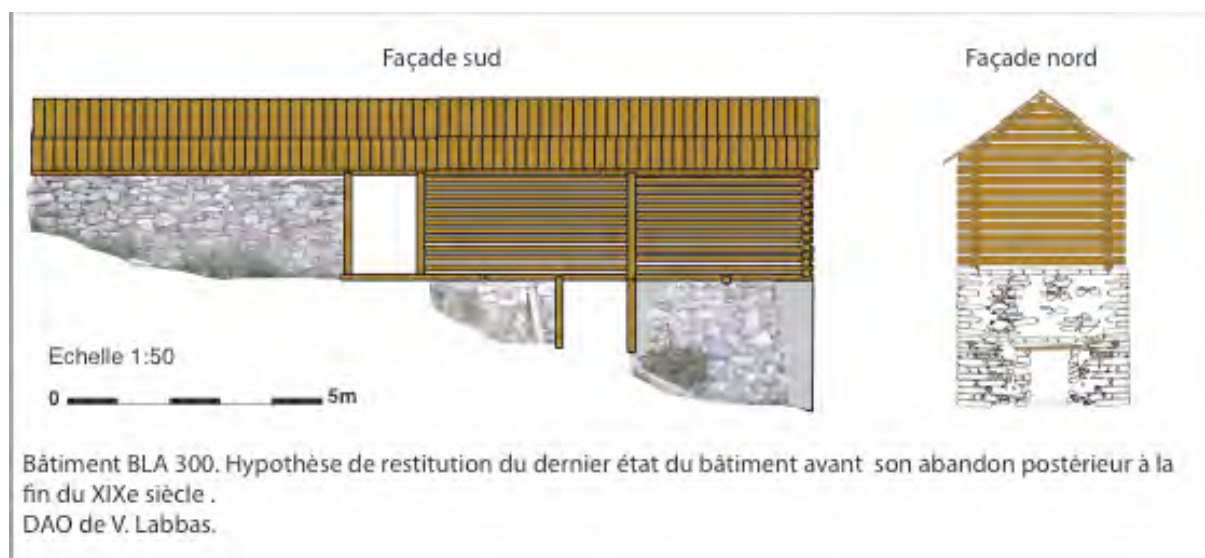 Façade sud
Façade nord
Echelle 1:50
0 5m
Bâtiment BLA 300. Hypothèse de restitution du dernier état du bâtiment avant son abandon postérieur à la
fin du XIXe siècle .
DAO de V. Labbas.